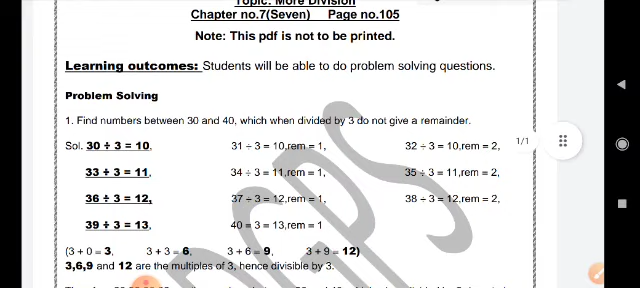 Topic: More Division
Chapter no.7(Seven) Page no.105
Note: This pdf is not to be printed.
Learning outcomes: Students will be able to do problem solving questions.
Problem Solving
1. Find numbers between 30 and 40, which when divided by 3 do not give a remainder.
Sol. 30 ÷ 3 = 10, 31 ÷ 3 = 10,rem = 1, 32 ÷ 3 = 10,rem = 2,
1/1
33 ÷ 3 = 11, 34 ÷ 3 = 11,rem = 1, 35 ÷ 3 = 11,rem = 2,
36 ÷ 3 = 12, 37 ÷ 3 = 12,rem = 1, 38 ÷ 3 = 12,rem = 2,
39 ÷ 3 = 13, 40 ÷ 3 = 13,rem = 1
(3 + 0 = 3, 3 + 3 = 6, 3 + 6 = 9, 3 + 9 = 12)
3,6,9 and 12 are the multiples of 3, hence divisible by 3.